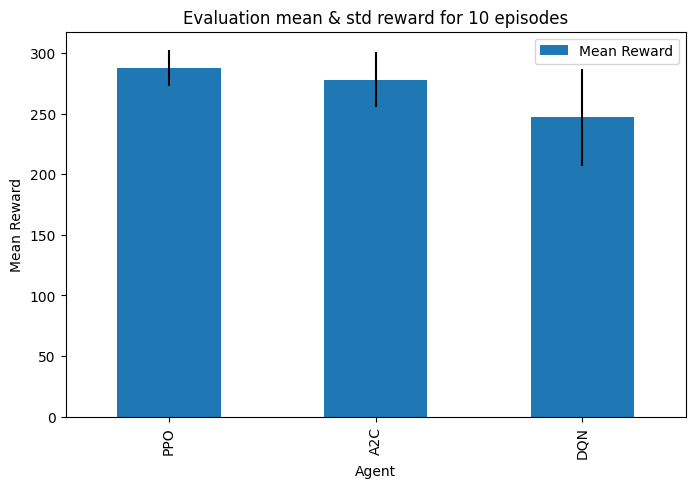 Evaluation mean & std reward for 10 episodes
Mean Reward
300
250
200
150
100
50
0
Mean Reward
PPO
A2C
DQN
Agent